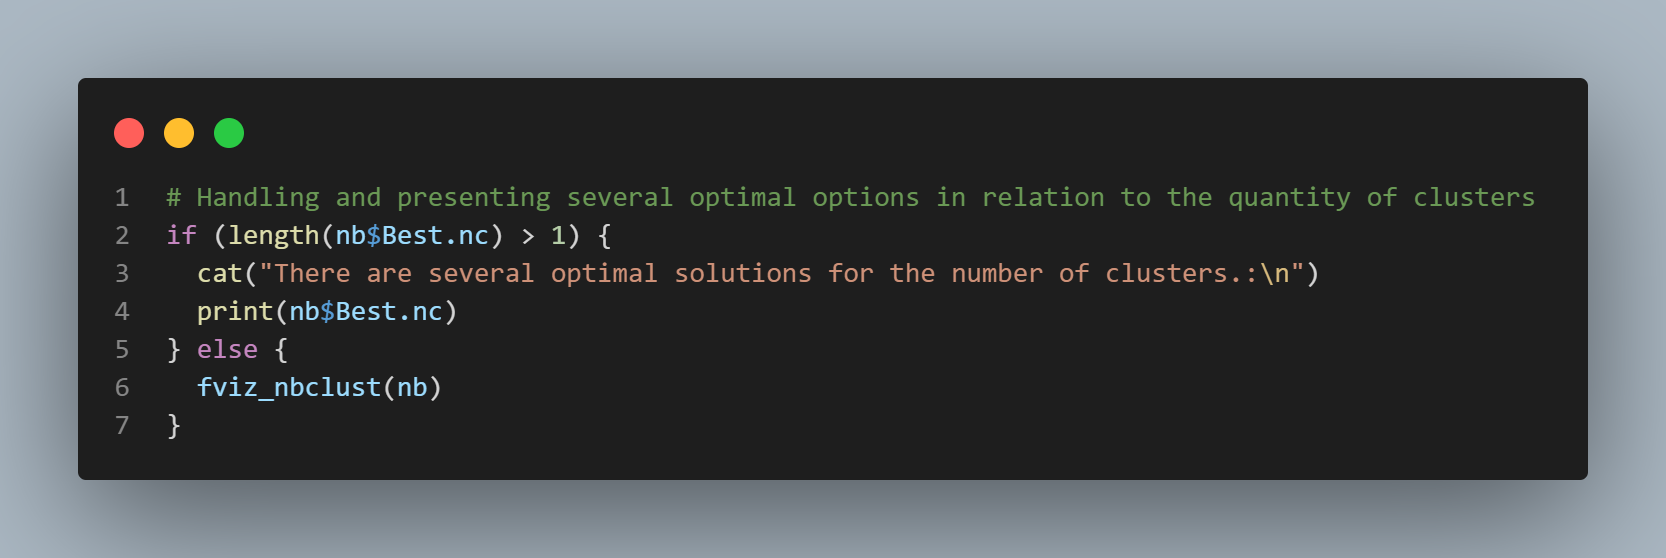 1 # Handling and presenting several optimal options in relation to the quantity of clusters
2 if (length(nb$Best.nc) > 1) {
3   cat("There are several optimal solutions for the number of clusters.:\n")
4   print(nb$Best.nc)
5 } else {
6   fviz_nbclust(nb)
7 }